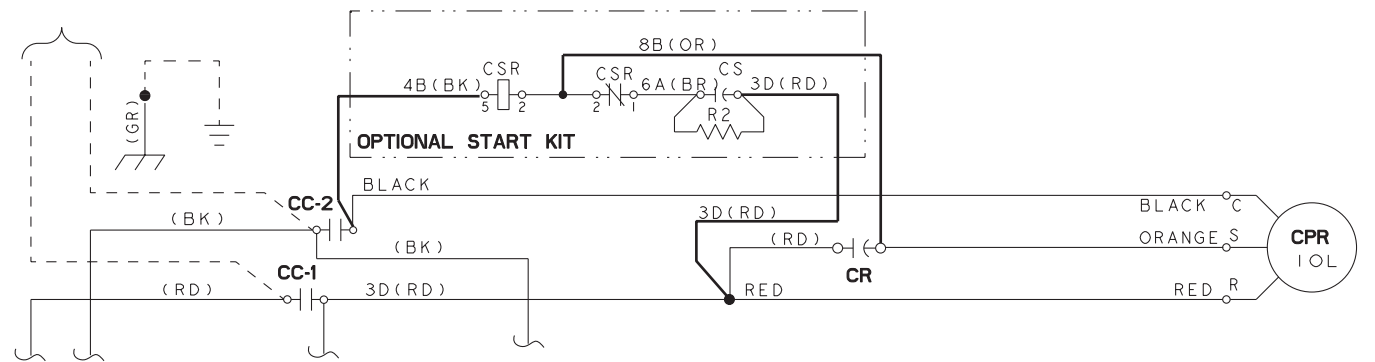 8B(OR)
CSR
CSR
CS
4B(BK)
6A(BR)
3D(RD)
5
2
2
1
R2
(GR)
OPTIONAL START KIT
BLACK
CC-2
BLACK
C
3D(RD)
(BK)
(RD)
ORANGE
S
CPR
IOL
(BK)
CR
CC-1
(RD)
3D(RD)
RED
RED
R